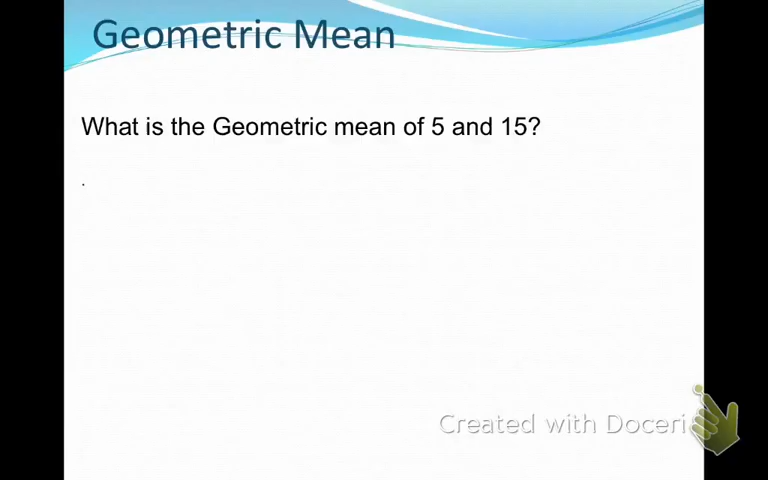 Geometric Mean
What is the Geometric mean of 5 and 15?
.
Created with Doceri